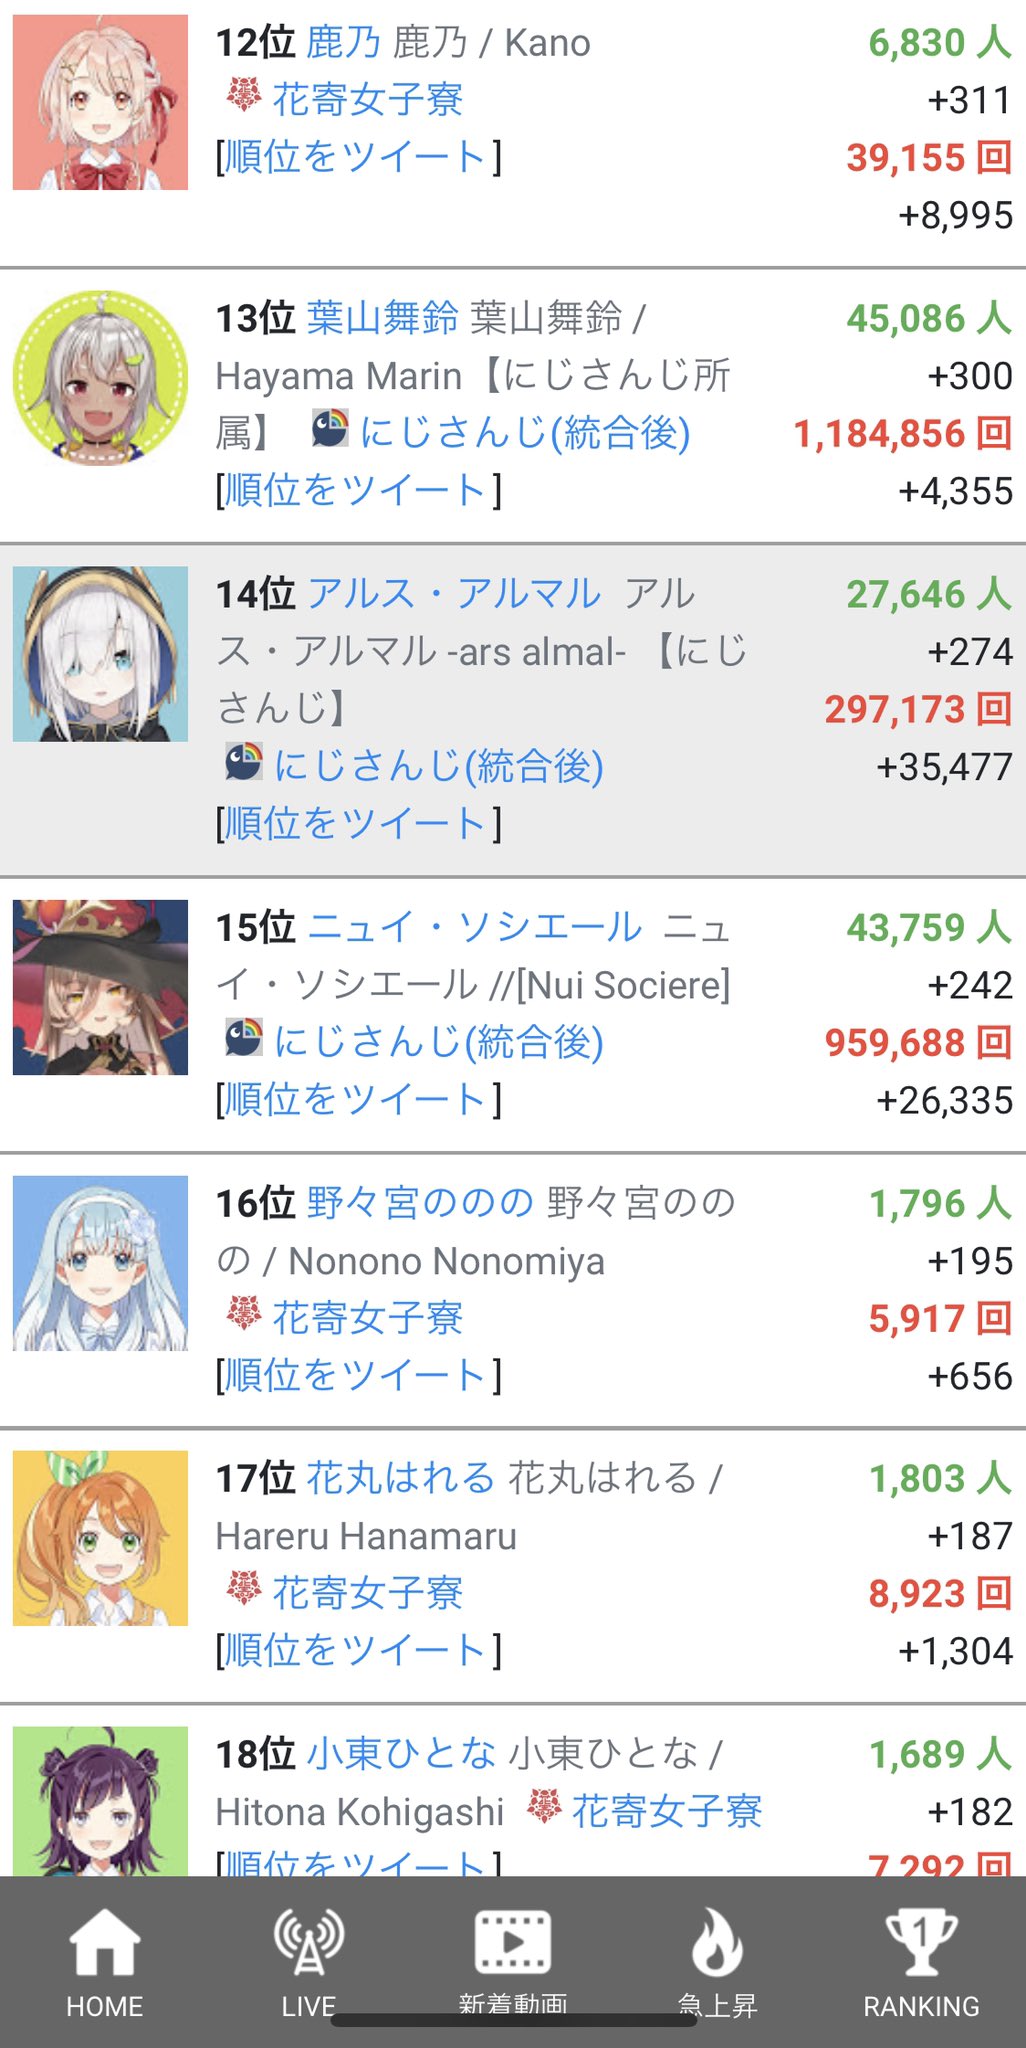 12位 鹿乃 鹿乃 / Kano
6,830 人
花寄女子寮
+311
[順位をツイート]
39,155 回
+8,995
13位 葉山舞鈴 葉山舞鈴 /
45,086 人
Hayama Marin【にじさんじ所
+300
属】 にじさんじ(統合後)
1,184,856 回
[順位をツイート]
+4,355
14位 アルス・アルマル アル
27,646 人
ス・アルマル -ars almal- 【にじ
+274
さんじ】
297,173 回
にじさんじ(統合後)
+35,477
[順位をツイート]
15位 ニュイ・ソシエール ニュ
43,759 人
イ・ソシエール //[Nui Sociere]
+242
にじさんじ(統合後)
959,688 回
[順位をツイート]
+26,335
16位 野々宮ののの 野々宮のの
1,796 人
の / Nonono Nonomiya
+195
花寄女子寮
5,917 回
[順位をツイート]
+656
17位 花丸はれる 花丸はれる /
1,803 人
Hareru Hanamaru
+187
花寄女子寮
8,923 回
[順位をツイート]
+1,304
18位 小東ひとな 小東ひとな /
1,689 人
Hitona Kohigashi 花寄女子寮
+182
[順位をツイート]
7,292 回
1
HOME
LIVE
新着動画
急上昇
RANKING